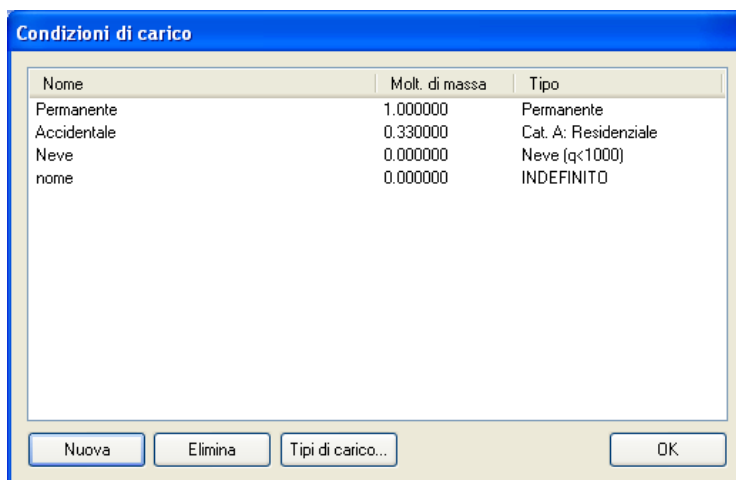 Condizioni di carico
Nome Molt. di massa Tipo
Permanente 1.000000 Permanente
Accidentale 0.330000 Cat. A: Residenziale
Neve 0.000000 Neve (q<1000)
nome 0.000000 INDEFINITO
Nuova Elimina Tipi di carico... OK